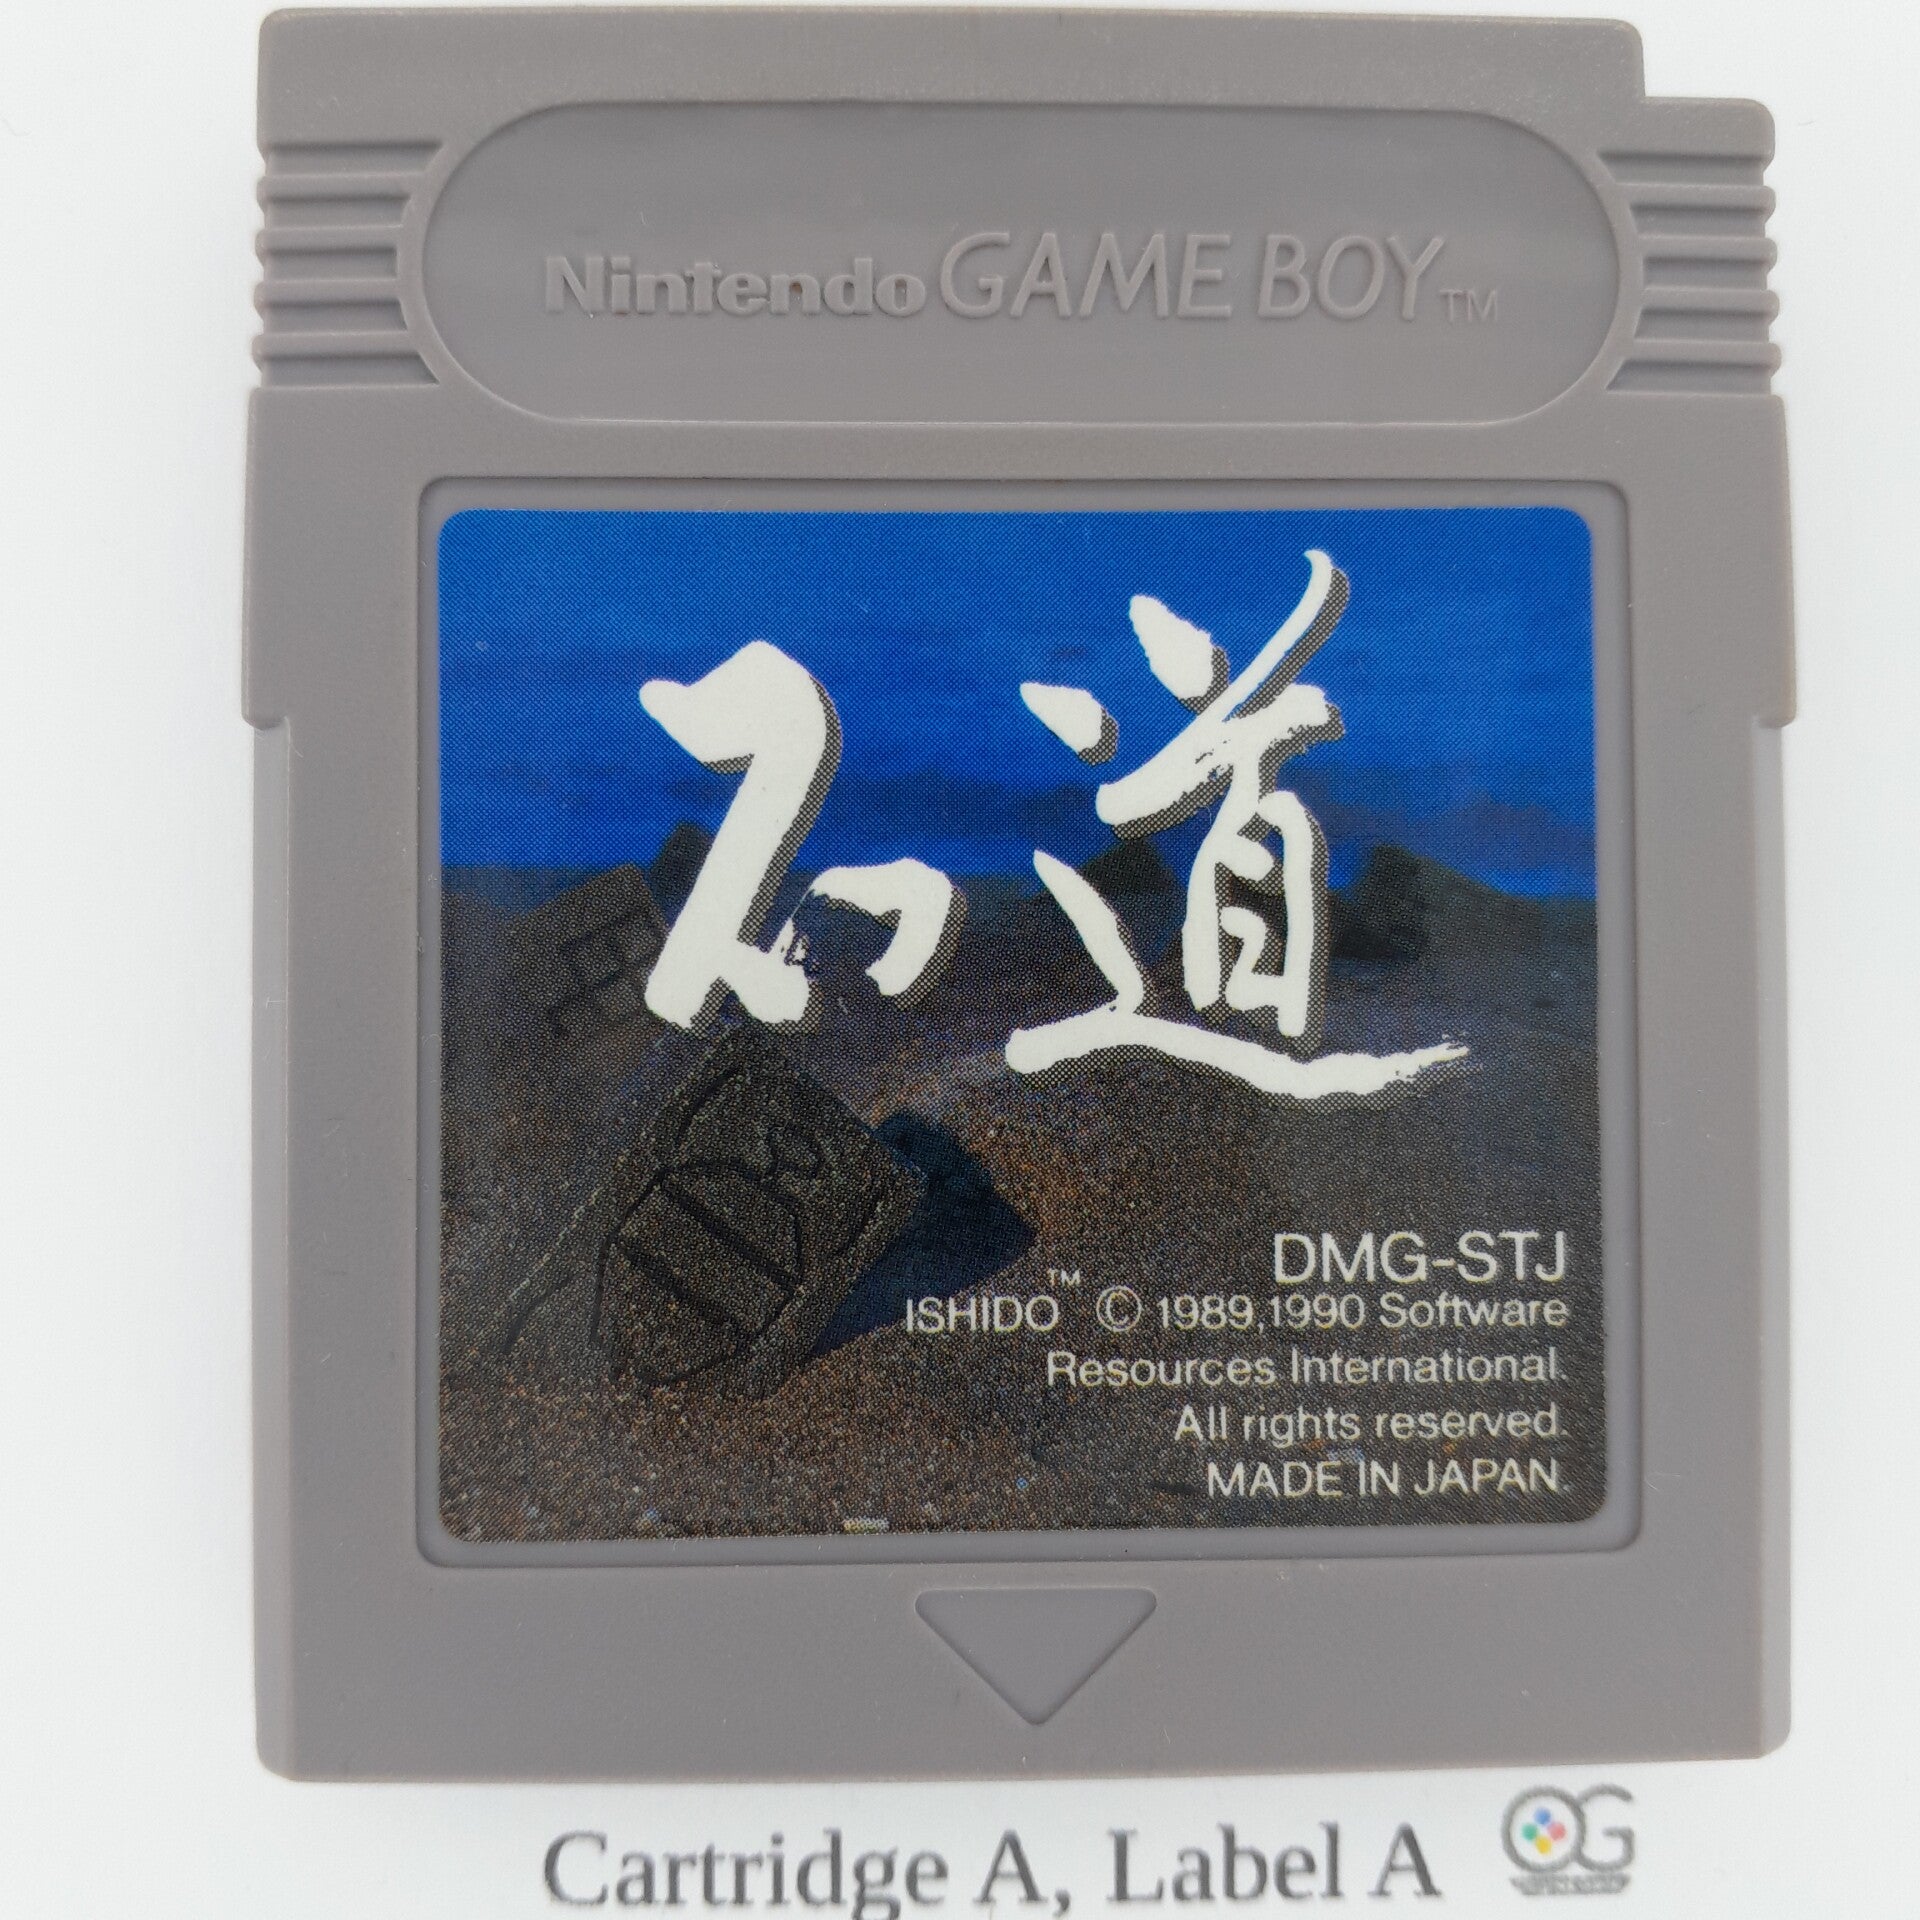 Nintendo GAME BOY™
石道
DMG-STJ
ISHIDO™ © 1989,1990 Software
Resources International.
All rights reserved.
MADE IN JAPAN.
Cartridge A, Label A
OG